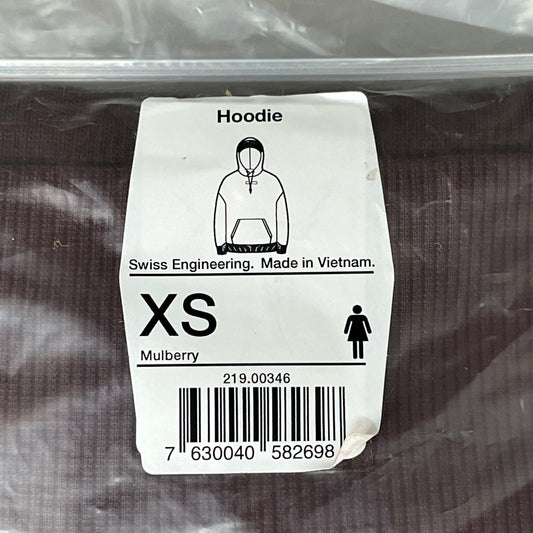 Hoodie
Swiss Engineering. Made in Vietnam.
XS
Mulberry
219.00346
7 630040 582698